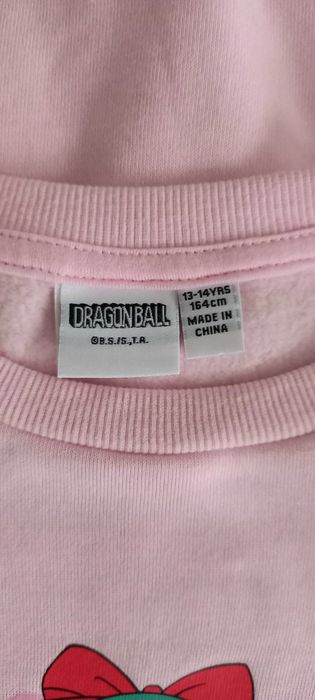 DRAGONBALL
©B.S./S.,T.A.
13-14YRS
164cm
MADE IN
CHINA